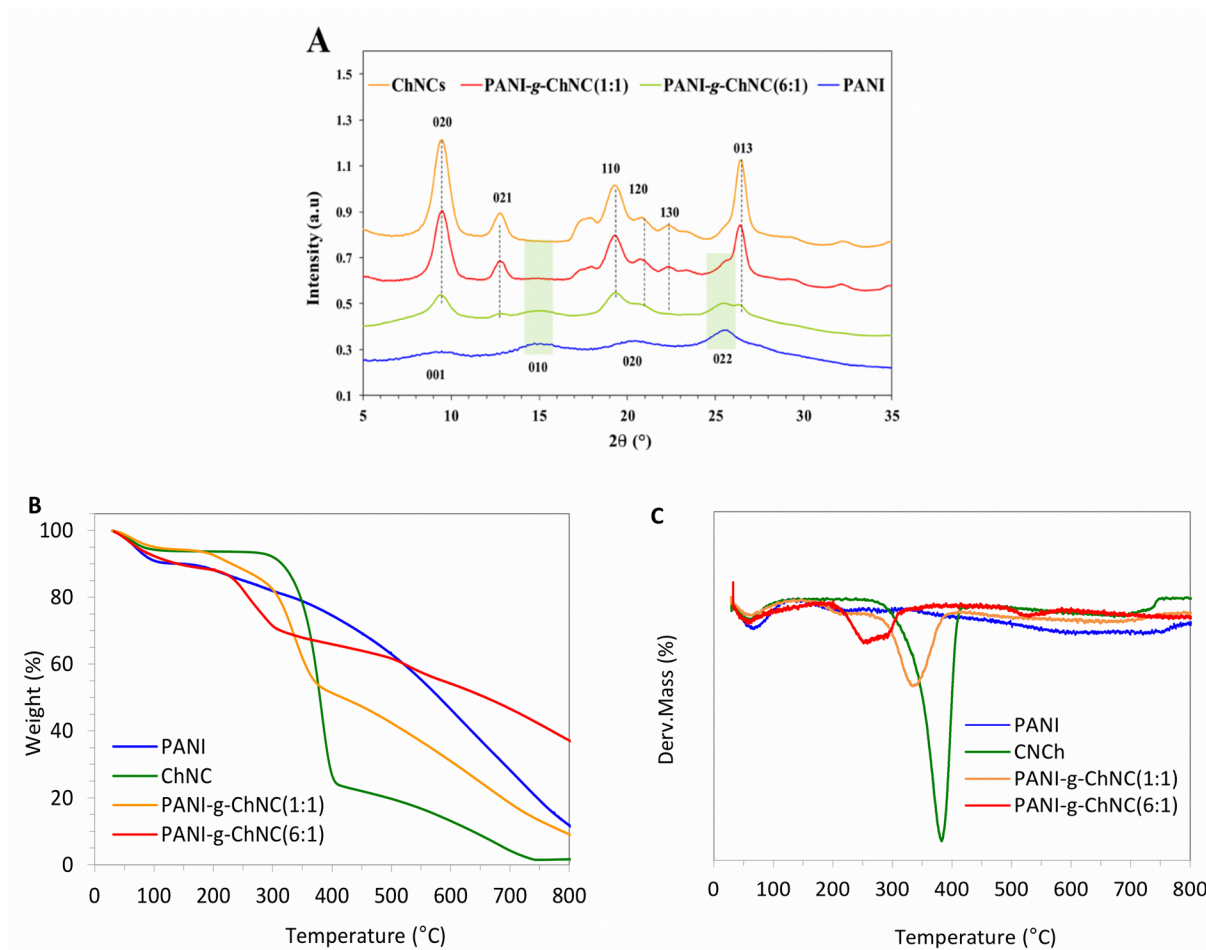 A
ChNCs PANI-g-ChNC(1:1) PANI-g-ChNC(6:1) PANI
1.5
1.3
1.1
0.9
0.7
0.5
0.3
0.1
Intensity (a.u)
020
021
110
120
130
013
001
010
020
022
5 10 15 20 25 30 35
2θ (°)
B
100
80
60
40
20
0
Weight (%)
PANI
ChNC
PANI-g-ChNC(1:1)
PANI-g-ChNC(6:1)
0 100 200 300 400 500 600 700 800
Temperature (°C)
C
Derv.Mass (%)
PANI
CNCh
PANI-g-ChNC(1:1)
PANI-g-ChNC(6:1)
0 100 200 300 400 500 600 700 800
Temperature (°C)